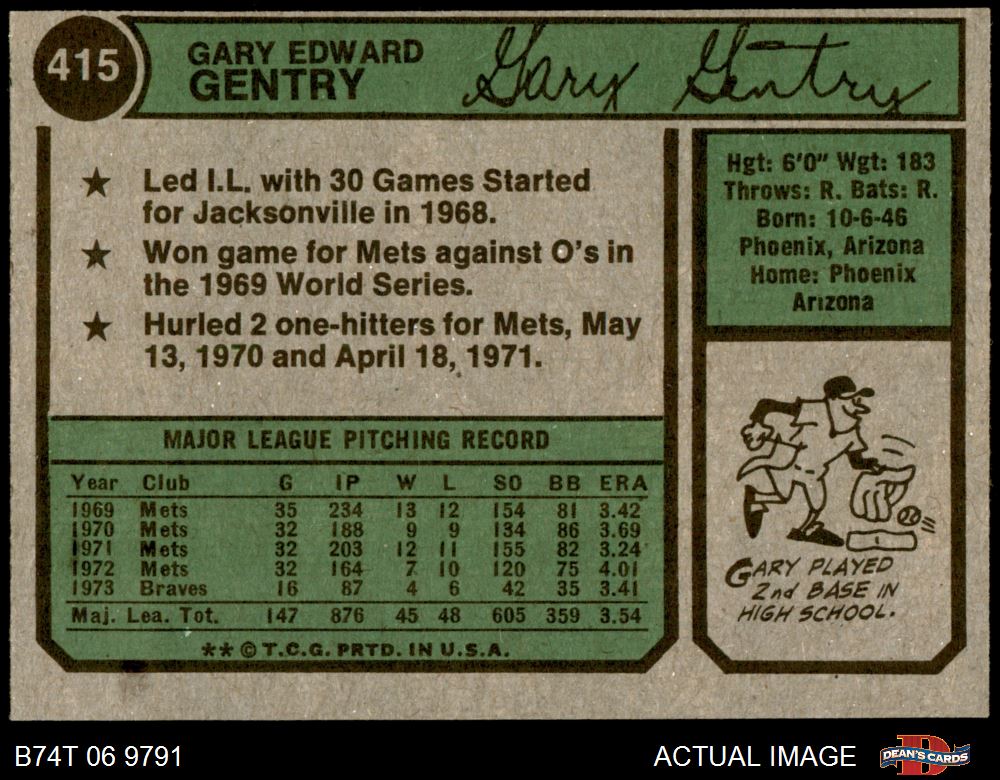 415
GARY EDWARD
GENTRY
Gary Gentry
★ Led I.L. with 30 Games Started
for Jacksonville in 1968.
★ Won game for Mets against O's in
the 1969 World Series.
★ Hurled 2 one-hitters for Mets, May
13, 1970 and April 18, 1971.
Hgt: 6'0" Wgt: 183
Throws: R. Bats: R.
Born: 10-6-46
Phoenix, Arizona
Home: Phoenix
Arizona
MAJOR LEAGUE PITCHING RECORD
Year Club G IP W L SO BB ERA
1969 Mets 35 234 13 12 154 81 3.42
1970 Mets 32 188 9 9 134 86 3.69
1971 Mets 32 203 12 11 155 82 3.24
1972 Mets 32 164 7 10 120 75 4.01
1973 Braves 16 87 4 6 42 35 3.41
Maj. Lea. Tot. 147 876 45 48 605 359 3.54
** © T.C.G. PRTD. IN U.S.A.
GARY PLAYED
2nd BASE IN
HIGH SCHOOL.
B74T 06 9791
ACTUAL IMAGE
DEAN'S CARDS